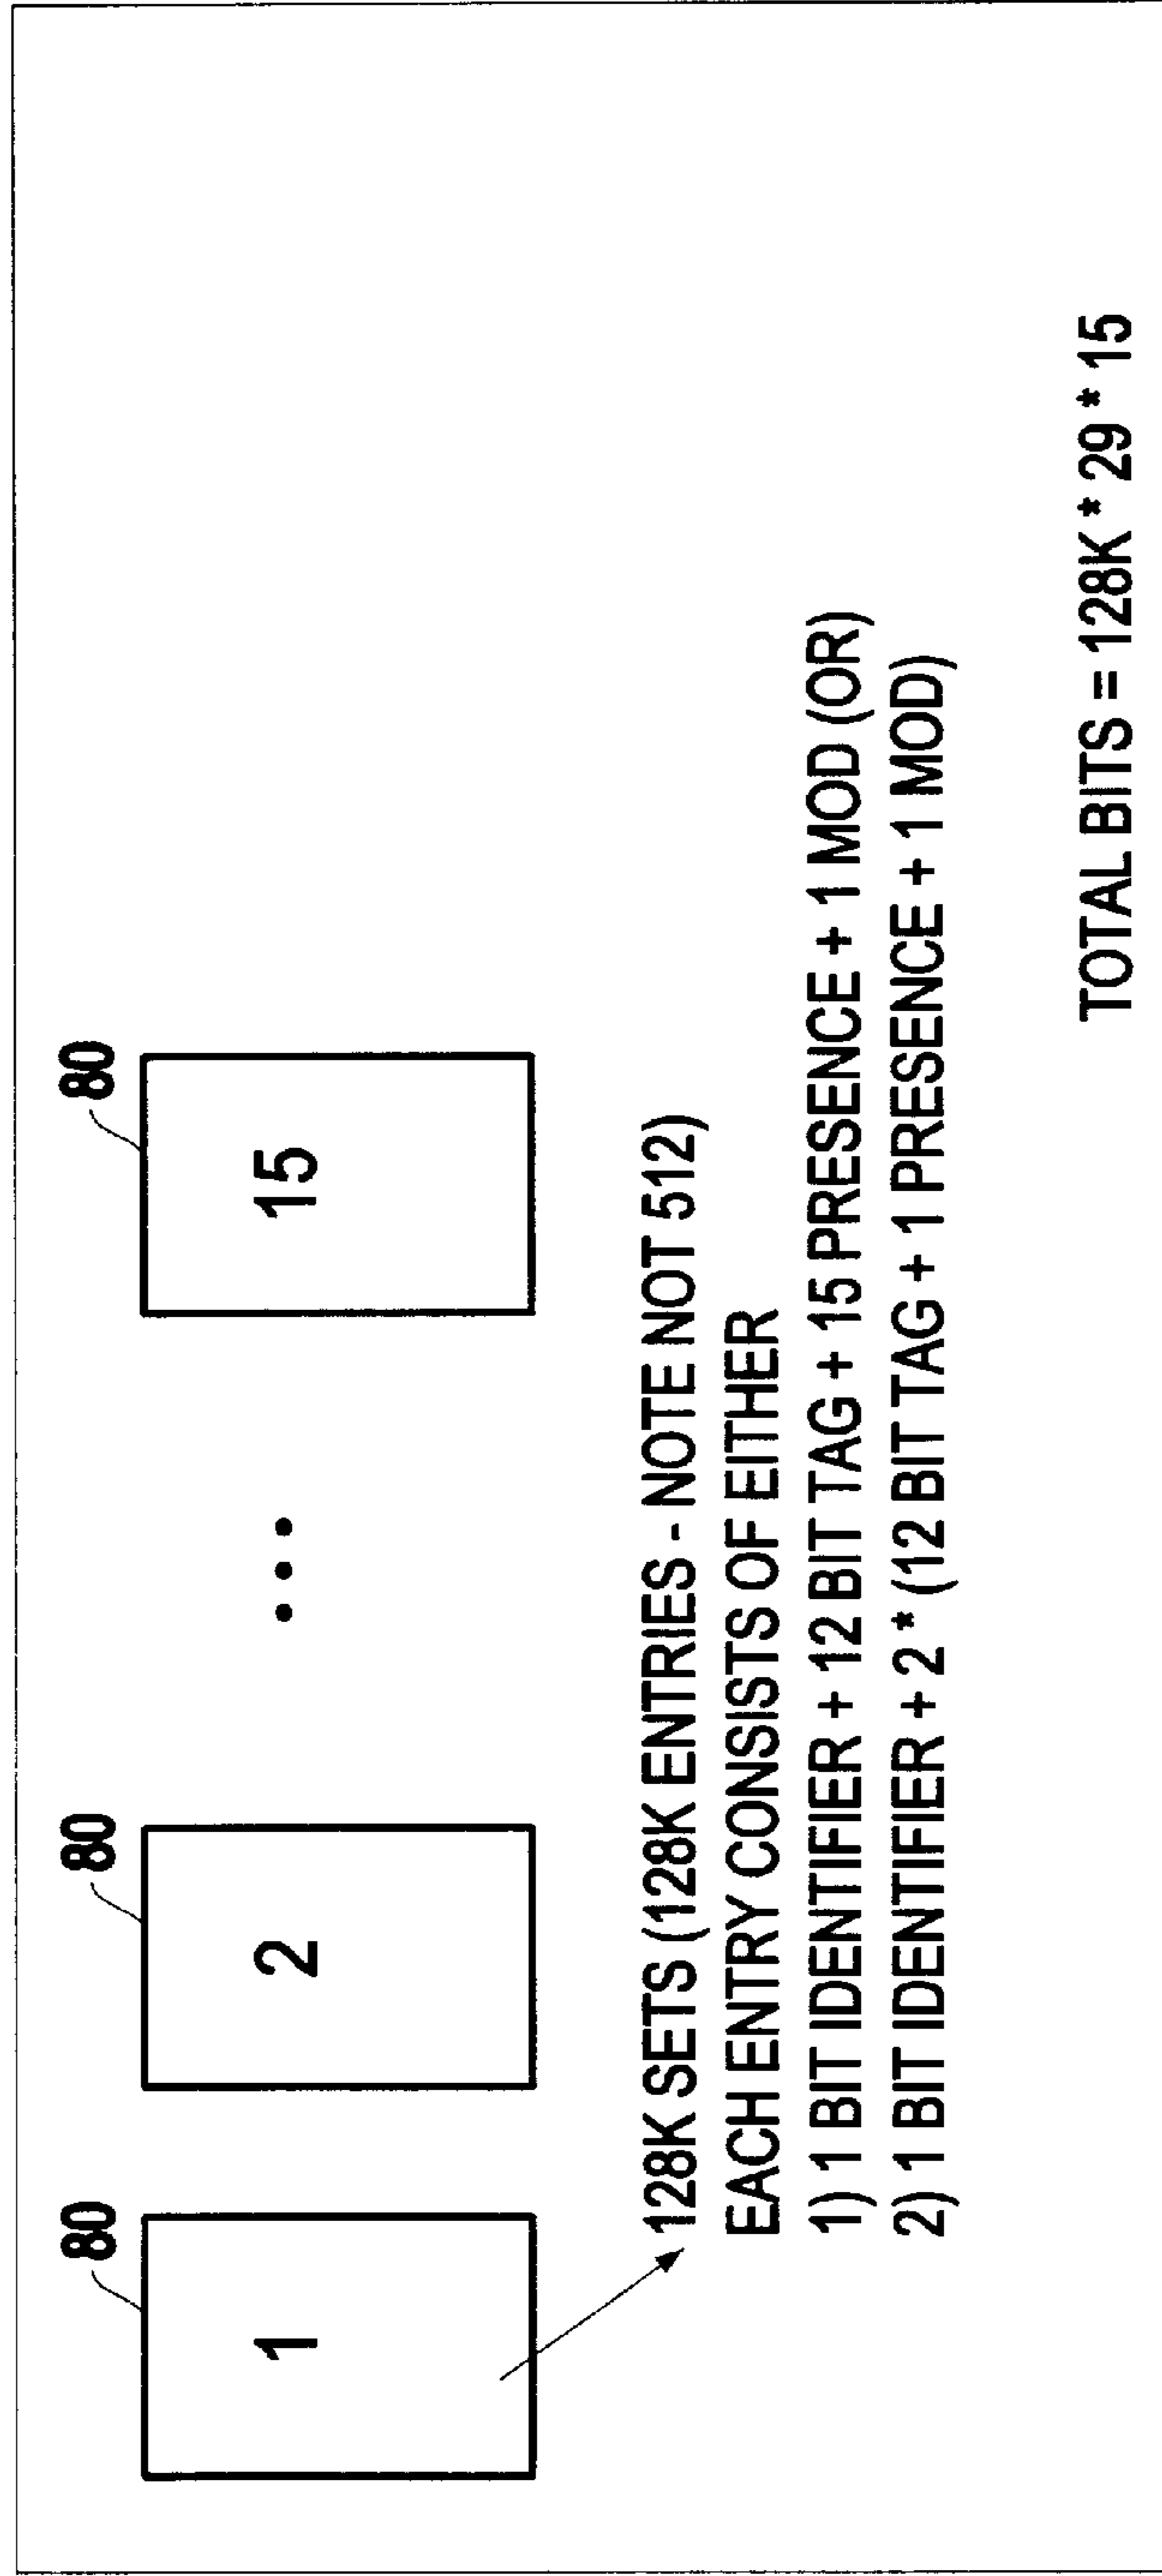 80
80
80
1
2
• • •
15
128K SETS (128K ENTRIES - NOTE NOT 512)
EACH ENTRY CONSISTS OF EITHER
1) 1 BIT IDENTIFIER + 12 BIT TAG + 15 PRESENCE + 1 MOD (OR)
2) 1 BIT IDENTIFIER + 2 * (12 BIT TAG + 1 PRESENCE + 1 MOD)
TOTAL BITS = 128K * 29 * 15